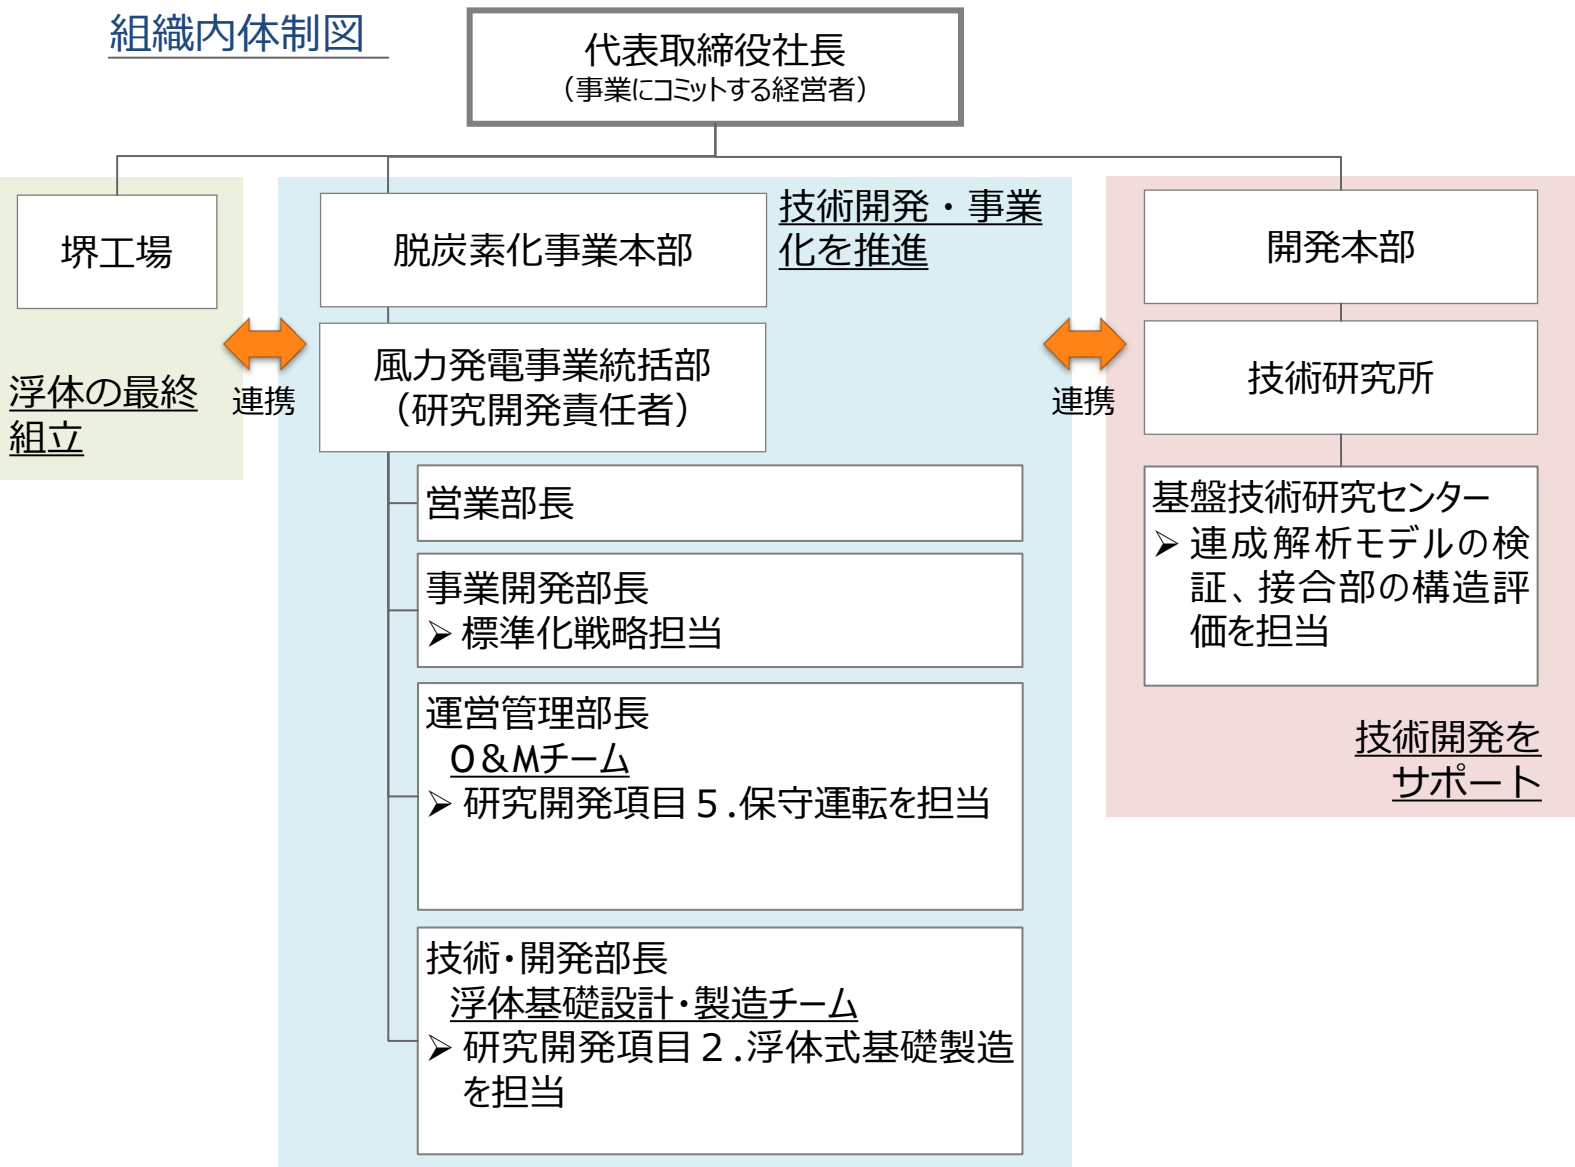 組織内体制図
代表取締役社長
（事業にコミットする経営者）
堺工場
浮体の最終
組立
連携
脱炭素化事業本部
技術開発・事業
化を推進
風力発電事業統括部
（研究開発責任者）
営業部長
事業開発部長
➢ 標準化戦略担当
運営管理部長
O&Mチーム
➢ 研究開発項目５.保守運転を担当
技術・開発部長
浮体基礎設計・製造チーム
➢ 研究開発項目２.浮体式基礎製造
を担当
連携
開発本部
技術研究所
基盤技術研究センター
➢ 連成解析モデルの検
証、接合部の構造評
価を担当
技術開発を
サポート